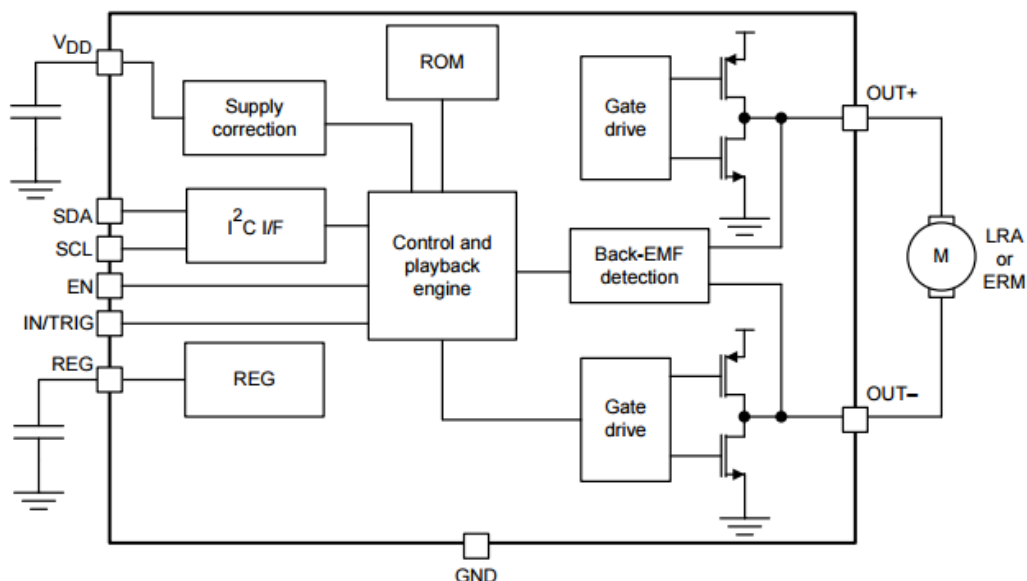 V_DD
ROM
Supply
correction
Gate
drive
OUT+
SDA
I²C I/F
SCL
Control and
playback
engine
Back-EMF
detection
M
LRA
or
ERM
EN
IN/TRIG
REG
REG
Gate
drive
OUT–
GND